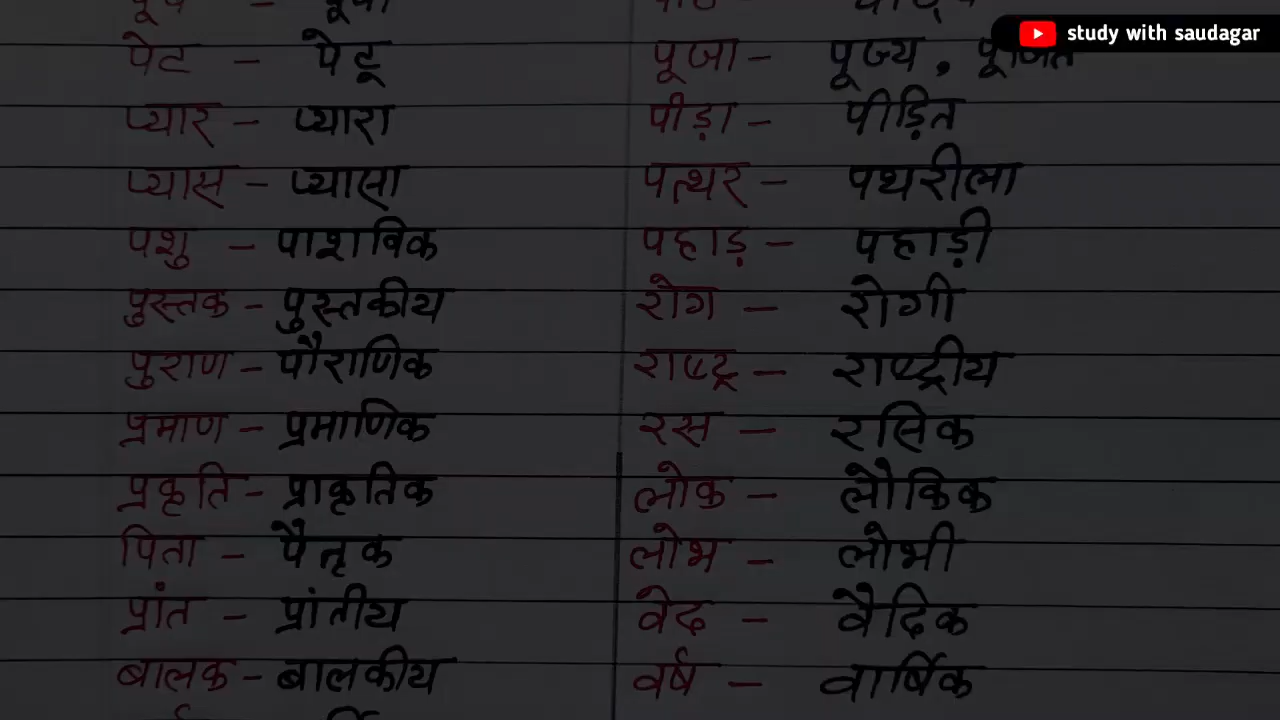 study with saudagar
पेट - पेटू
प्यार - प्यारा
प्यास - प्यासा
पशु - पाशविक
पुस्तक - पुस्तकीय
पुराण - पौराणिक
प्रमाण - प्रमाणिक
प्रकृति - प्राकृतिक
पिता - पैतृक
प्रांत - प्रांतीय
बालक - बालकीय
पूजा - पूज्य, पूजित
पीड़ा - पीड़ित
पत्थर - पथरीला
पहाड़ - पहाड़ी
रोग - रोगी
राष्ट्र - राष्ट्रीय
रस - रसिक
लोक - लौकिक
लोभ - लोभी
वेद - वैदिक
वर्ष - वार्षिक